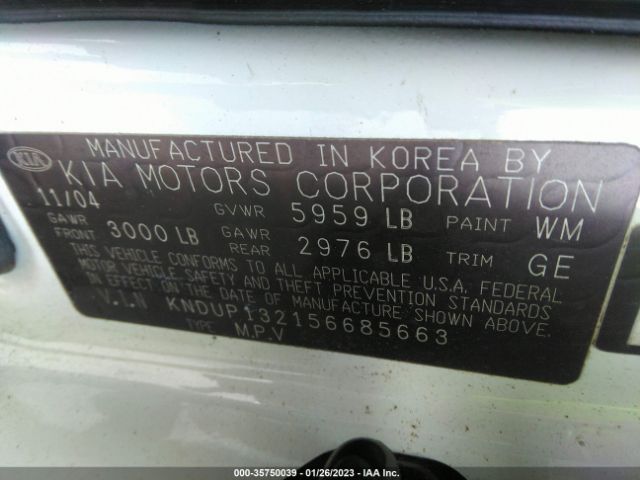 KIA
MANUFACTURED IN KOREA BY
KIA MOTORS CORPORATION
11/04
GVWR 5959 LB PAINT WM
GAWR FRONT 3000 LB GAWR REAR 2976 LB TRIM GE
THIS VEHICLE CONFORMS TO ALL APPLICABLE U.S.A. FEDERAL
MOTOR VEHICLE SAFETY AND THEFT PREVENTION STANDARDS
IN EFFECT ON THE DATE OF MANUFACTURE SHOWN ABOVE.
V.I.N KNDUP132156685663
TYPE M.P.V
000-35750039 - 01/26/2023 - IAA Inc.